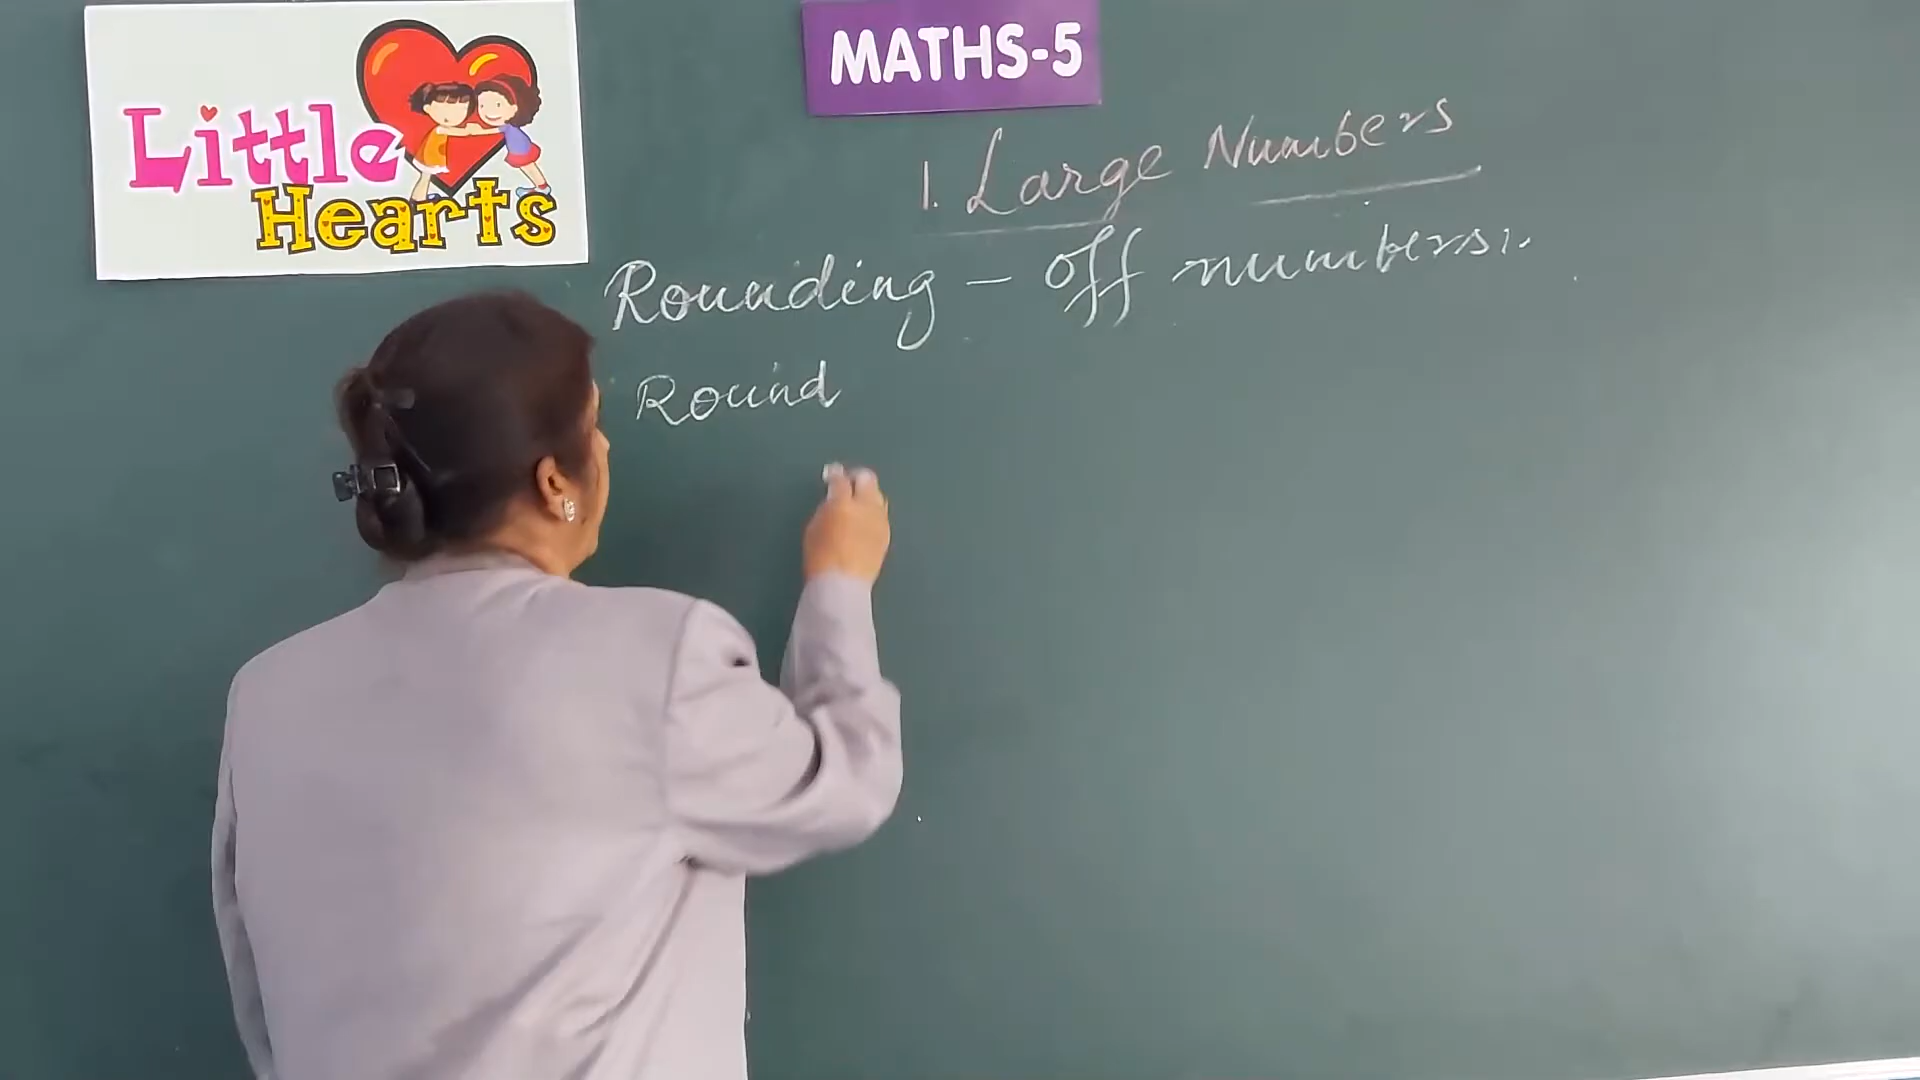 Little
Hearts
MATHS-5
1. Large Numbers
Rounding - off numbers:.
Round